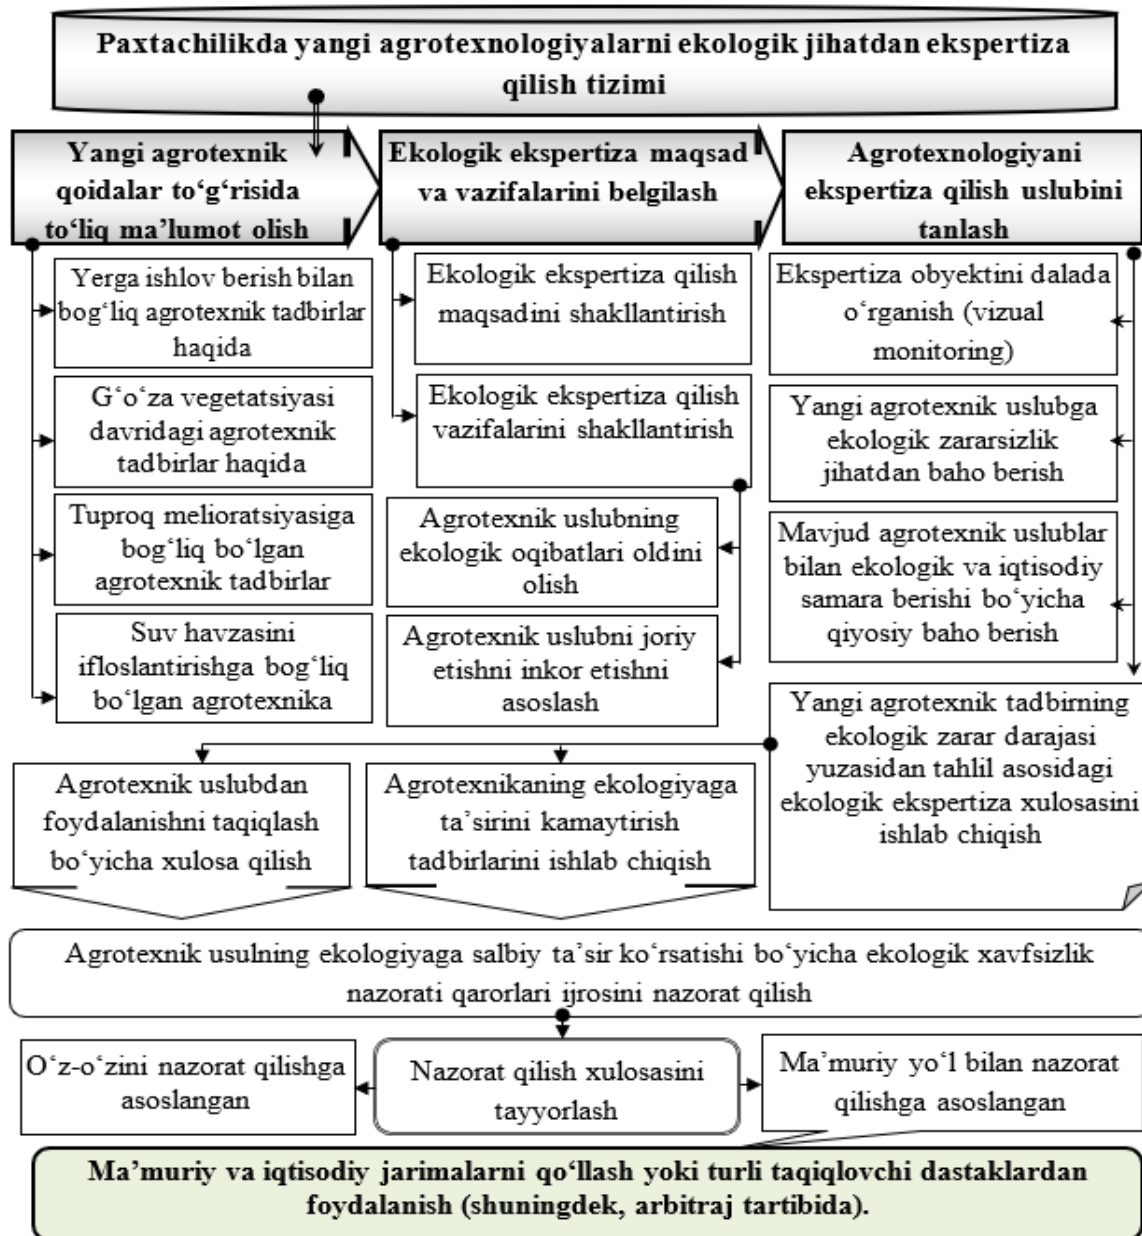 Paxtachilikda yangi agrotexnologiyalarni ekologik jihatdan ekspertiza
qilish tizimi
Yangi agrotexnik
qoidalar to‘g‘risida
to‘liq ma’lumot olish
Ekologik ekspertiza maqsad
va vazifalarini belgilash
Agrotexnologiyani
ekspertiza qilish uslubini
tanlash
Yerga ishlov berish bilan
bog‘liq agrotexnik tadbirlar
haqida
G‘o‘za vegetatsiyasi
davridagi agrotexnik
tadbirlar haqida
Tuproq melioratsiyasiga
bog‘liq bo‘lgan
agrotexnik tadbirlar
Suv havzasini
ifloslantirishga bog‘liq
bo‘lgan agrotexnika
Ekologik ekspertiza qilish
maqsadini shakllantirish
Ekologik ekspertiza qilish
vazifalarini shakllantirish
Agrotexnik uslubning
ekologik oqibatlari oldini
olish
Agrotexnik uslubni joriy
etishni inkor etishni
asoslash
Ekspertiza obyektini dalada
o‘rganish (vizual
monitoring)
Yangi agrotexnik uslubga
ekologik zararsizlik
jihatdan baho berish
Mavjud agrotexnik uslublar
bilan ekologik va iqtisodiy
samara berishi bo‘yicha
qiyosiy baho berish
Yangi agrotexnik tadbirning
ekologik zarar darajasi
yuzasidan tahlil asosidagi
ekologik ekspertiza xulosasini
ishlab chiqish
Agrotexnik uslubdan
foydalanishni taqiqlash
bo‘yicha xulosa qilish
Agrotexnikaning ekologiyaga
ta’sirini kamaytirish
tadbirlarini ishlab chiqish
Agrotexnik usulning ekologiyaga salbiy ta’sir ko‘rsatishi bo‘yicha ekologik xavfsizlik
nazorati qarorlari ijrosini nazorat qilish
O‘z-o‘zini nazorat qilishga
asoslangan
Nazorat qilish xulosasini
tayyorlash
Ma’muriy yo‘l bilan nazorat
qilishga asoslangan
Ma’muriy va iqtisodiy jarimalarni qo‘llash yoki turli taqiqlovchi dastaklardan
foydalanish (shuningdek, arbitraj tartibida).